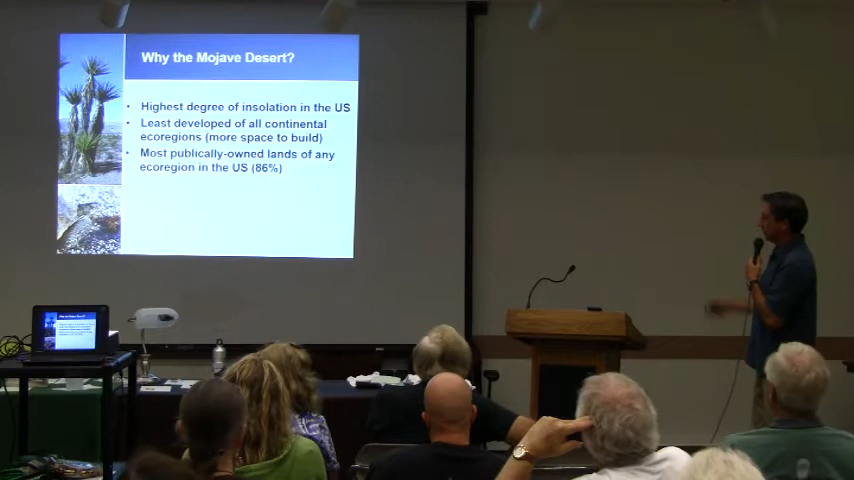 Why the Mojave Desert?
• Highest degree of insolation in the US
• Least developed of all continental
ecoregions (more space to build)
• Most publically-owned lands of any
ecoregion in the US (86%)